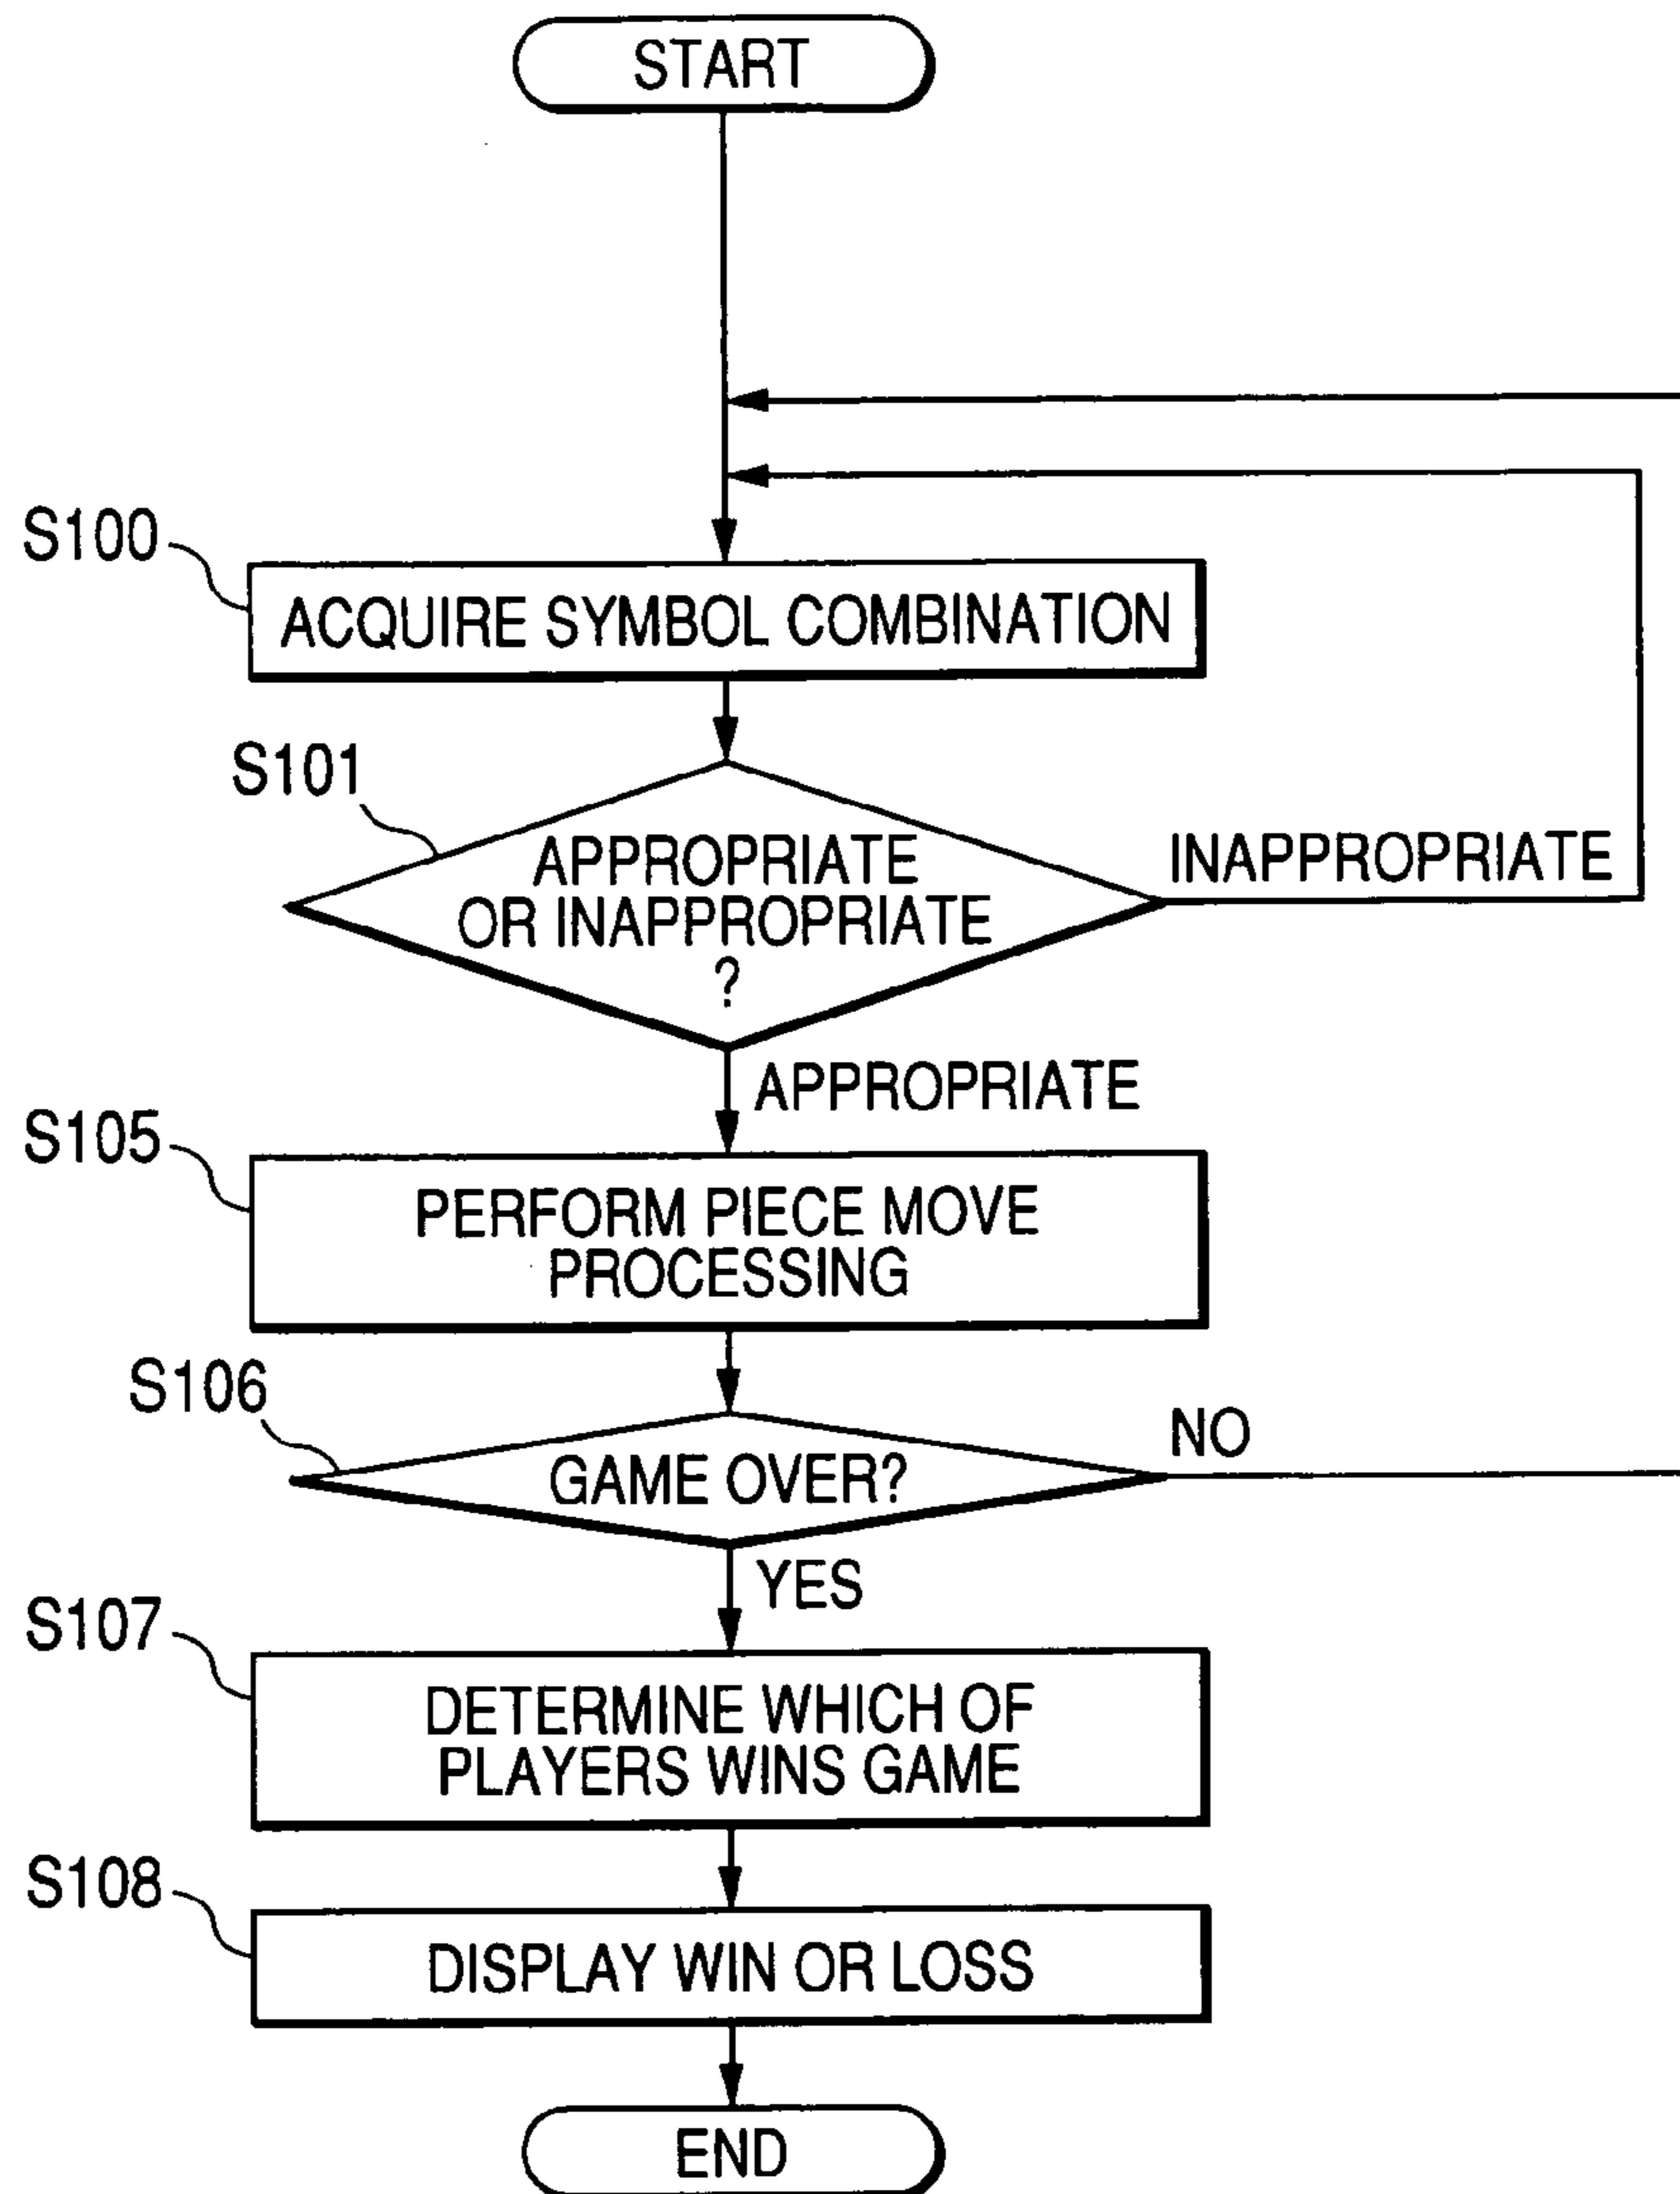 START
S100
ACQUIRE SYMBOL COMBINATION
S101
APPROPRIATE
OR INAPPROPRIATE
?
INAPPROPRIATE
APPROPRIATE
S105
PERFORM PIECE MOVE
PROCESSING
S106
GAME OVER?
NO
YES
S107
DETERMINE WHICH OF
PLAYERS WINS GAME
S108
DISPLAY WIN OR LOSS
END